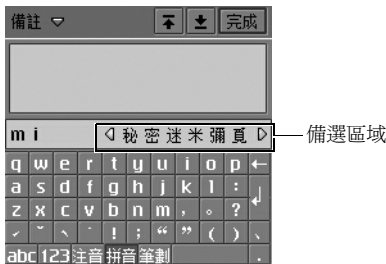 備註 完成
m i 秘密迷米彌覓 備選區域
q w e r t y u i o p ←
a s d f g h j k l :
z x c v b n m , 。 ?
ˊ ˇ ˋ ˙ ! ; “ ” ( ) 、
abc 123 注音 拼音 筆劃 .